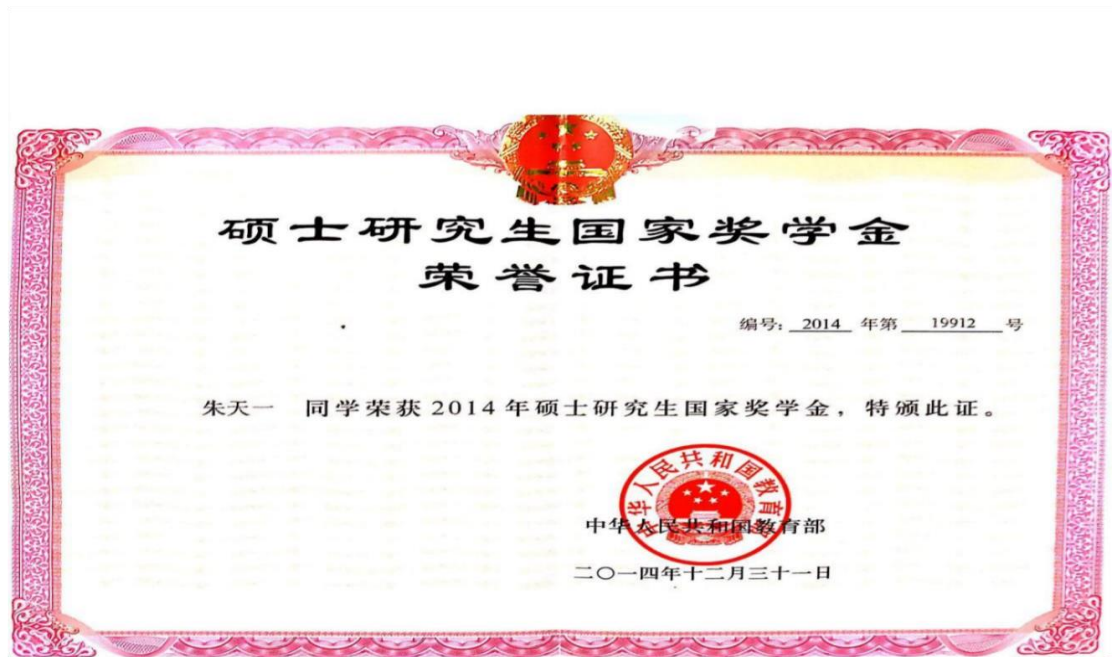 硕士研究生国家奖学金
荣誉证书
编号: 2014 年第 19912 号
朱天一 同学荣获2014年硕士研究生国家奖学金，特颁此证。
中华人民共和国教育部
中华人民共和国教育部
二〇一四年十二月三十一日